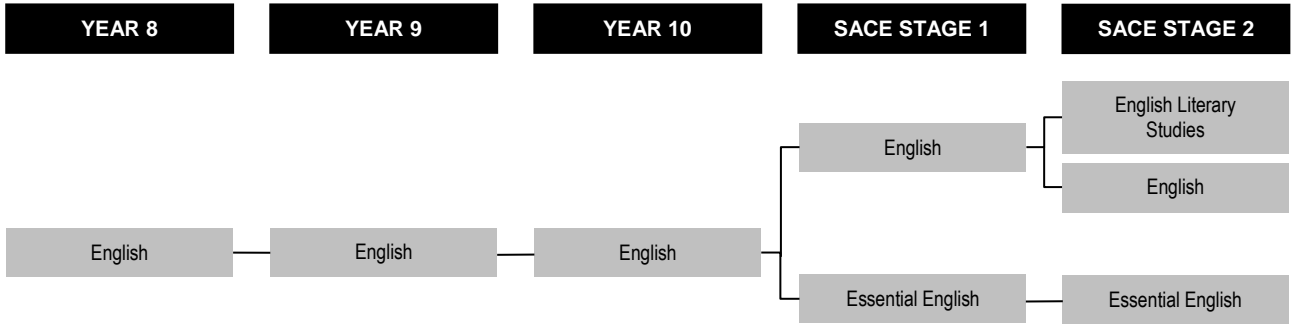 YEAR 8
YEAR 9
YEAR 10
SACE STAGE 1
SACE STAGE 2
English Literary
Studies
English
English
English
English
English
Essential English
Essential English